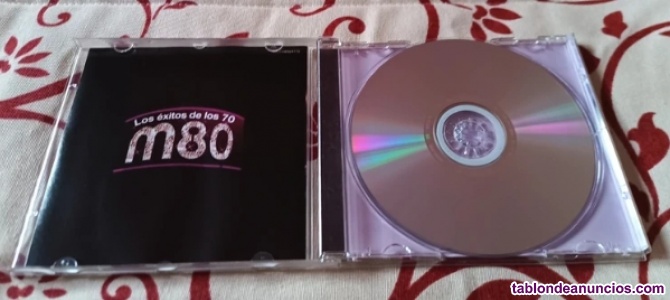 Los éxitos de los 70
m80
tablondeanuncios.com